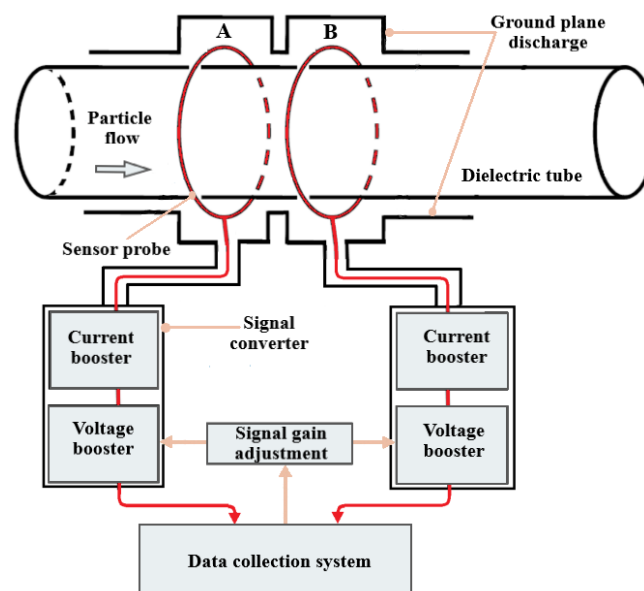 Ground plane
discharge
A
B
Particle
flow
Dielectric tube
Sensor probe
Signal
converter
Current
booster
Current
booster
Voltage
booster
Signal gain
adjustment
Voltage
booster
Data collection system